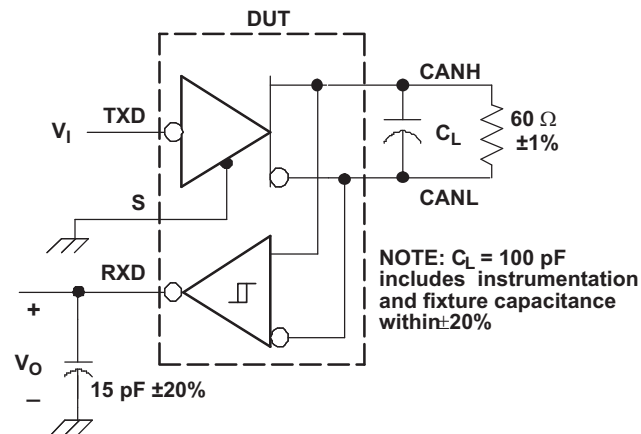 DUT
CANH
TXD
V_I
C_L
60 Ω
±1%
S
CANL
RXD
NOTE: C_L = 100 pF
includes instrumentation
and fixture capacitance
within±20%
+
V_O
15 pF ±20%
–